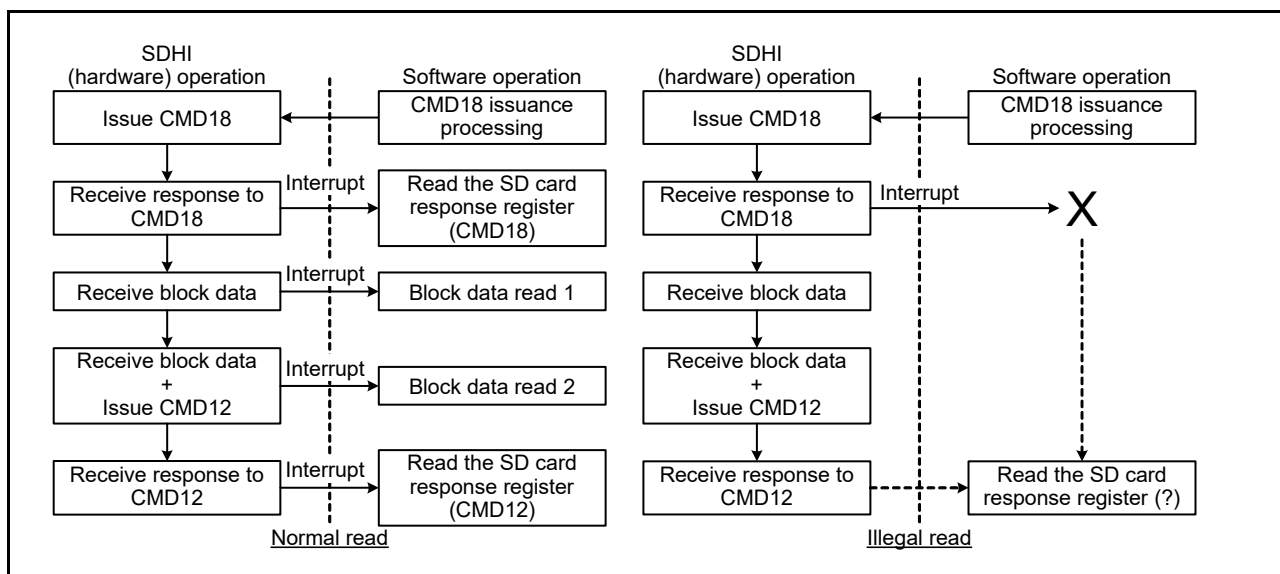 SDHI
(hardware) operation
Software operation
Issue CMD18
CMD18 issuance
processing
Receive response to
CMD18
Interrupt
Read the SD card
response register
(CMD18)
Receive block data
Interrupt
Block data read 1
Receive block data
+
Issue CMD12
Interrupt
Block data read 2
Receive response to
CMD12
Interrupt
Read the SD card
response register
(CMD12)
Normal read
SDHI
(hardware) operation
Software operation
Issue CMD18
CMD18 issuance
processing
Receive response to
CMD18
Interrupt
X
Receive block data
Receive block data
+
Issue CMD12
Receive response to
CMD12
Read the SD card
response register (?)
Illegal read